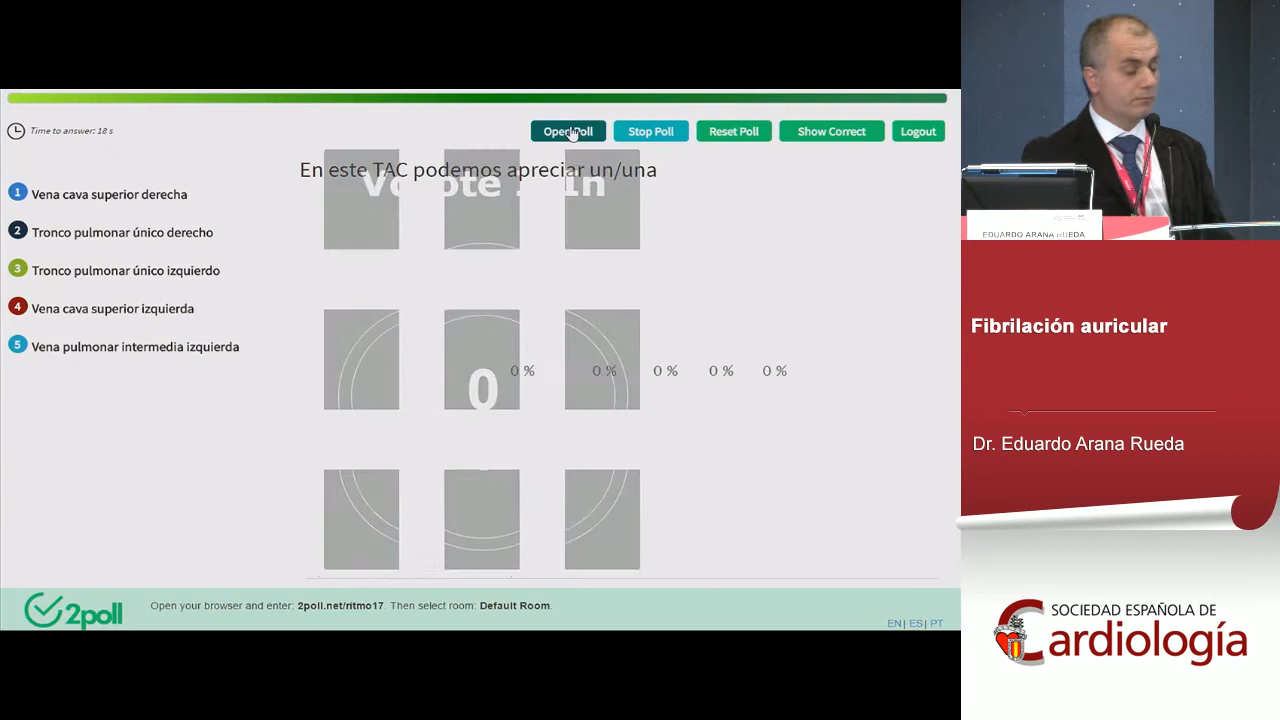 Time to answer: 18 s
Open Poll
Stop Poll
Reset Poll
Show Correct
Logout
En este TAC podemos apreciar un/una
1 Vena cava superior derecha
2 Tronco pulmonar único derecho
3 Tronco pulmonar único izquierdo
4 Vena cava superior izquierda
5 Vena pulmonar intermedia izquierda
0
0 %
0 %
0 %
0 %
0 %
2poll
Open your browser and enter: 2poll.net/ritmo17. Then select room: Default Room.
EN| ES| PT
EDUARDO ARANA RUEDA
Fibrilación auricular
Dr. Eduardo Arana Rueda
SOCIEDAD ESPAÑOLA DE
Cardiología